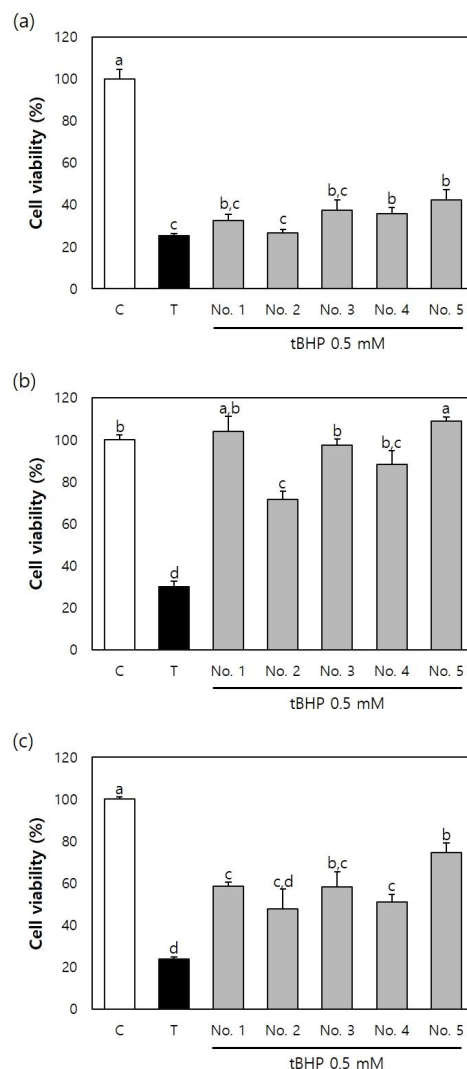 (a)
120
100
80
60
40
20
0
Cell viability (%)
a
c
b,c
c
b,c
b
b
C T No. 1 No. 2 No. 3 No. 4 No. 5
tBHP 0.5 mM
(b)
120
100
80
60
40
20
0
Cell viability (%)
b
d
a,b
c
b
b,c
a
C T No. 1 No. 2 No. 3 No. 4 No. 5
tBHP 0.5 mM
(c)
120
100
80
60
40
20
0
Cell viability (%)
a
d
c
c,d
b,c
c
b
C T No. 1 No. 2 No. 3 No. 4 No. 5
tBHP 0.5 mM